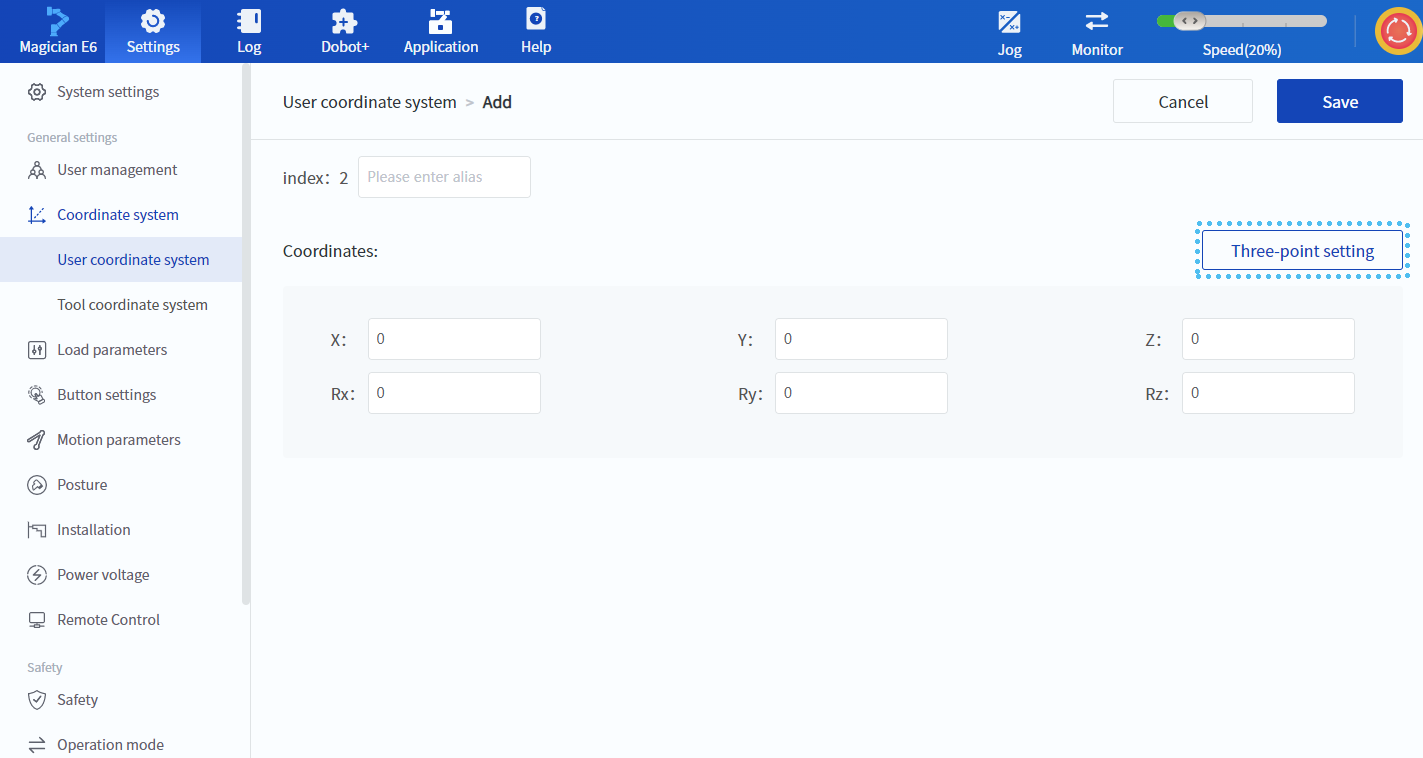 Magician E6
Settings
Log
Dobot+
Application
Help
Jog
Monitor
Speed(20%)
System settings
General settings
User management
Coordinate system
User coordinate system
Tool coordinate system
Load parameters
Button settings
Motion parameters
Posture
Installation
Power voltage
Remote Control
Safety
Safety
Operation mode
User coordinate system > Add
Cancel
Save
index: 2 Please enter alias
Coordinates:
Three-point setting
X: 0 Y: 0 Z: 0
Rx: 0 Ry: 0 Rz: 0